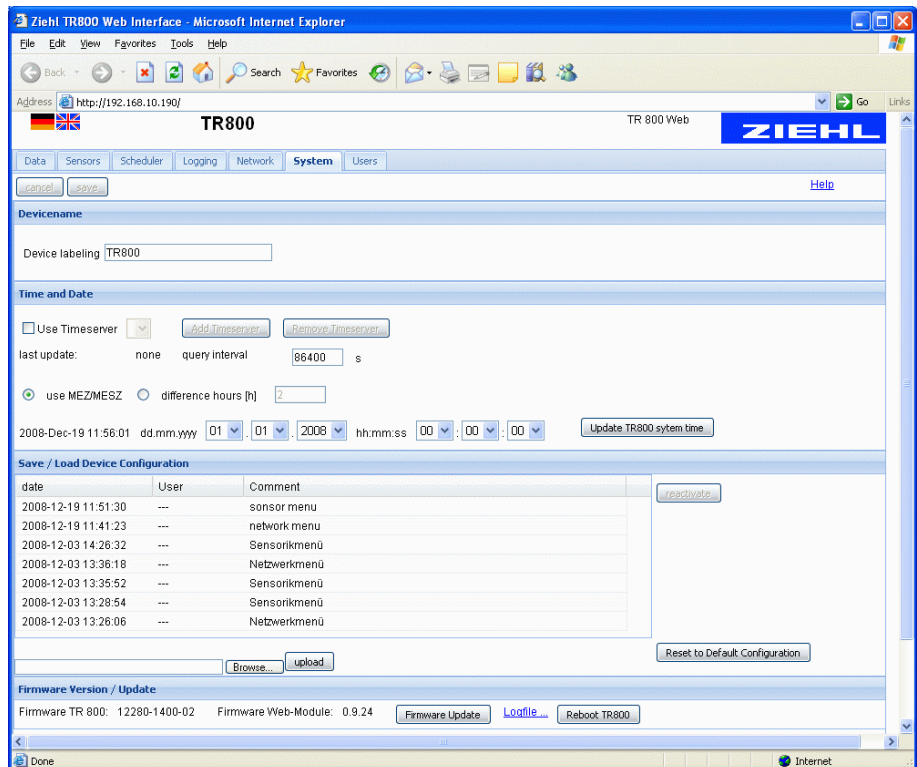 Ziehl TR800 Web Interface - Microsoft Internet Explorer
File Edit View Favorites Tools Help
Back Search Favorites
Address http://192.168.10.190/ Go Links
TR800 TR 800 Web ZIEHL
Data Sensors Scheduler Logging Network System Users
cancel... save... Help
Devicename
Device labeling TR800
Time and Date
Use Timeserver Add Timeserver... Remove Timeserver...
last update: none query interval 86400 s
use MEZ/MESZ difference hours [h] 2
2008-Dec-19 11:56:01 dd.mm.yyyy 01 . 01 . 2008 hh:mm:ss 00 : 00 : 00 Update TR800 sytem time
Save / Load Device Configuration
date User Comment
reactivate...
2008-12-19 11:51:30 --- sonsor menu
2008-12-19 11:41:23 --- network menu
2008-12-03 14:26:32 --- Sensorikmenü
2008-12-03 13:36:18 --- Netzwerkmenü
2008-12-03 13:35:52 --- Sensorikmenü
2008-12-03 13:28:54 --- Sensorikmenü
2008-12-03 13:26:06 --- Netzwerkmenü
Reset to Default Configuration
Browse... upload
Firmware Version / Update
Firmware TR 800: 12280-1400-02 Firmware Web-Module: 0.9.24 Firmware Update Logfile ... Reboot TR800
Done Internet